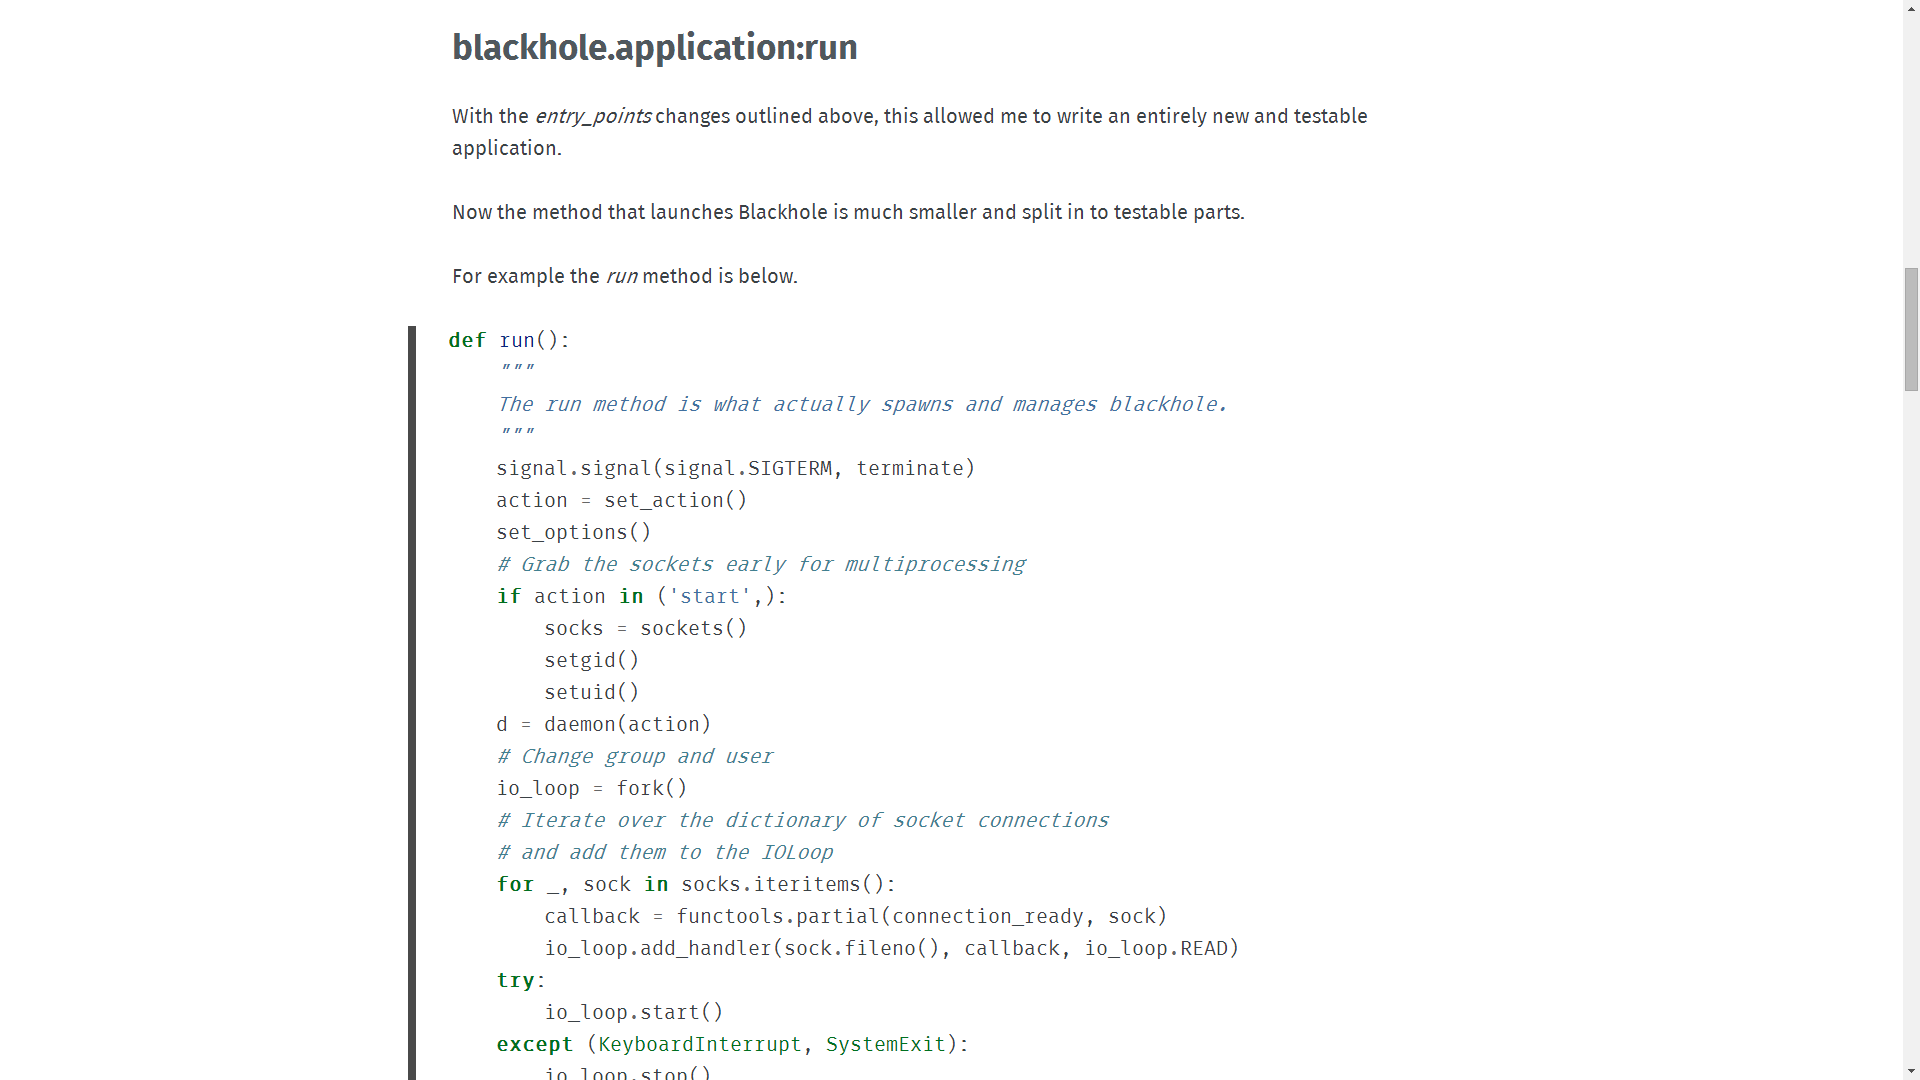 blackhole.application:run
With the entry_points changes outlined above, this allowed me to write an entirely new and testable
application.
Now the method that launches Blackhole is much smaller and split in to testable parts.
For example the run method is below.
def run():
    """
    The run method is what actually spawns and manages blackhole.
    """
    signal.signal(signal.SIGTERM, terminate)
    action = set_action()
    set_options()
    # Grab the sockets early for multiprocessing
    if action in ('start',):
        socks = sockets()
        setgid()
        setuid()
    d = daemon(action)
    # Change group and user
    io_loop = fork()
    # Iterate over the dictionary of socket connections
    # and add them to the IOLoop
    for _, sock in socks.iteritems():
        callback = functools.partial(connection_ready, sock)
        io_loop.add_handler(sock.fileno(), callback, io_loop.READ)
    try:
        io_loop.start()
    except (KeyboardInterrupt, SystemExit):
        io_loop.stop()